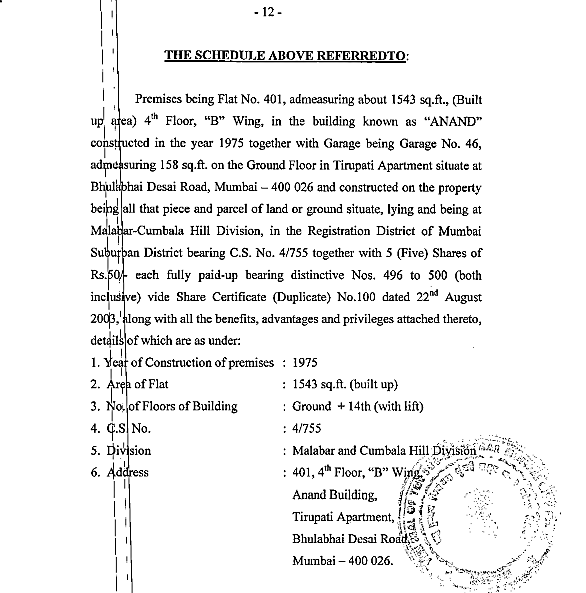 - 12 -
THE SCHEDULE ABOVE REFERREDTO:
Premises being Flat No. 401, admeasuring about 1543 sq.ft., (Built
up area) 4th Floor, “B” Wing, in the building known as “ANAND”
constructed in the year 1975 together with Garage being Garage No. 46,
admeasuring 158 sq.ft. on the Ground Floor in Tirupati Apartment situate at
Bhulabhai Desai Road, Mumbai – 400 026 and constructed on the property
being all that piece and parcel of land or ground situate, lying and being at
Malabar-Cumbala Hill Division, in the Registration District of Mumbai
Suburban District bearing C.S. No. 4/755 together with 5 (Five) Shares of
Rs.50/- each fully paid-up bearing distinctive Nos. 496 to 500 (both
inclusive) vide Share Certificate (Duplicate) No.100 dated 22nd August
2003, along with all the benefits, advantages and privileges attached thereto,
details of which are as under:
1. Year of Construction of premises : 1975
2. Area of Flat : 1543 sq.ft. (built up)
3. No. of Floors of Building : Ground + 14th (with lift)
4. C.S. No. : 4/755
5. Division : Malabar and Cumbala Hill Division
6. Address : 401, 4th Floor, “B” Wing,
Anand Building,
Tirupati Apartment,
Bhulabhai Desai Road,
Mumbai – 400 026.